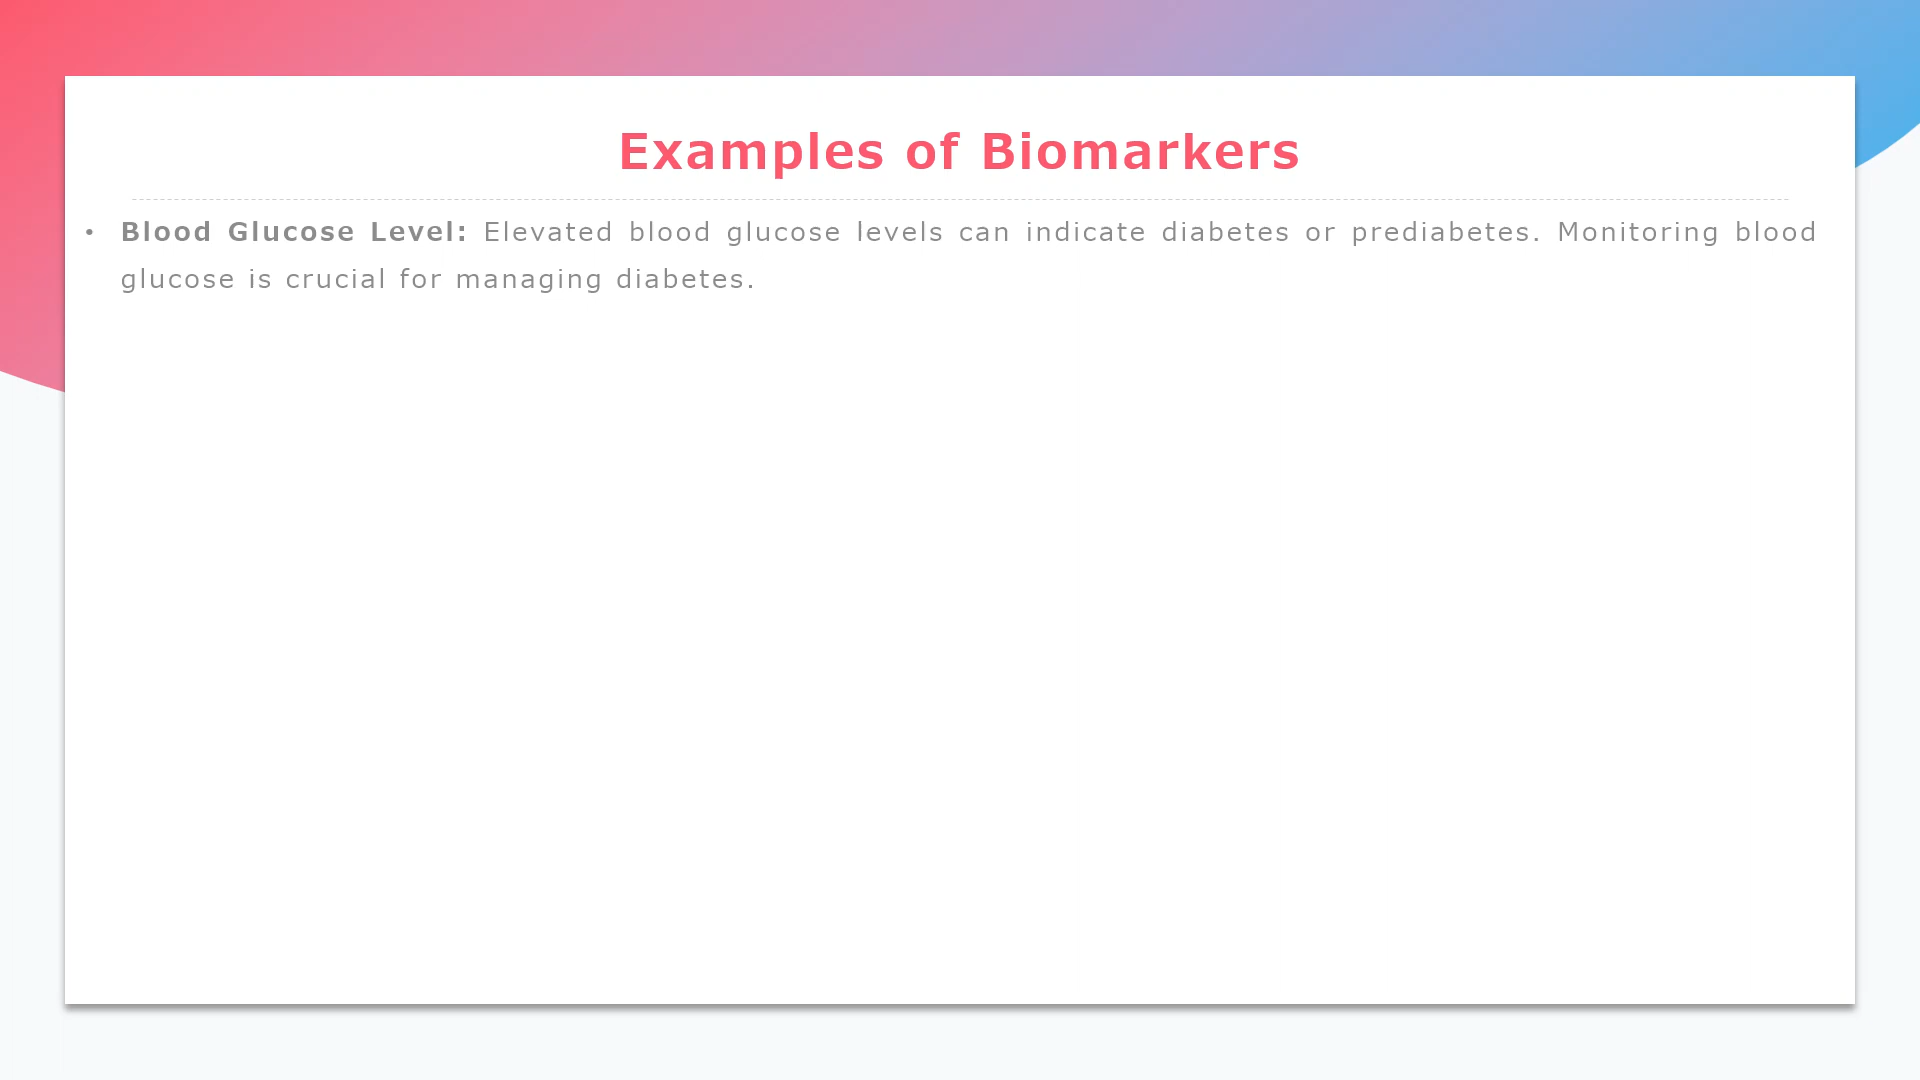 Examples of Biomarkers
• Blood Glucose Level: Elevated blood glucose levels can indicate diabetes or prediabetes. Monitoring blood
glucose is crucial for managing diabetes.